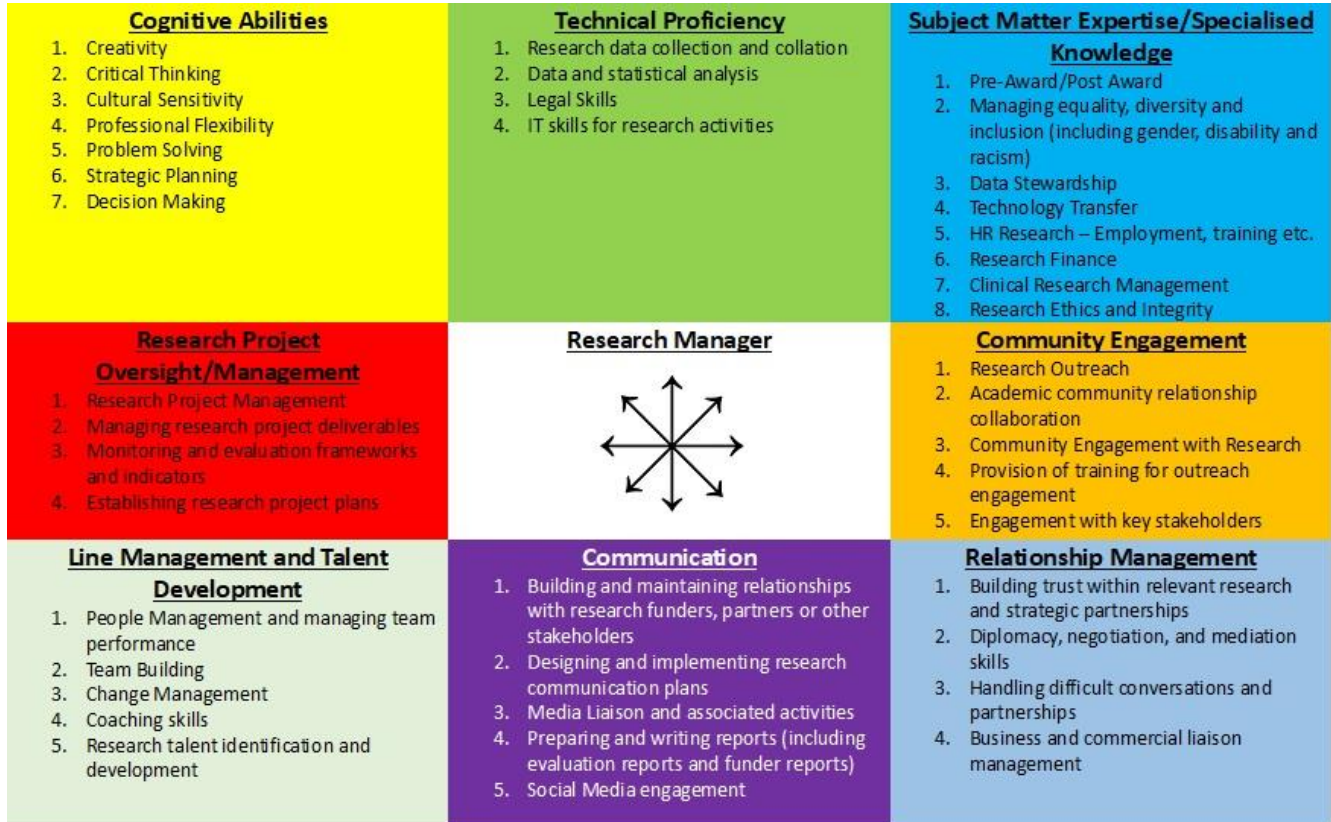 Cognitive Abilities
1. Creativity
2. Critical Thinking
3. Cultural Sensitivity
4. Professional Flexibility
5. Problem Solving
6. Strategic Planning
7. Decision Making
Technical Proficiency
1. Research data collection and collation
2. Data and statistical analysis
3. Legal Skills
4. IT skills for research activities
Subject Matter Expertise/Specialised
Knowledge
1. Pre-Award/Post Award
2. Managing equality, diversity and
inclusion (including gender, disability and
racism)
3. Data Stewardship
4. Technology Transfer
5. HR Research – Employment, training etc.
6. Research Finance
7. Clinical Research Management
8. Research Ethics and Integrity
Research Project
Oversight/Management
1. Research Project Management
2. Managing research project deliverables
3. Monitoring and evaluation frameworks
and indicators
4. Establishing research project plans
Research Manager
Community Engagement
1. Research Outreach
2. Academic community relationship
collaboration
3. Community Engagement with Research
4. Provision of training for outreach
engagement
5. Engagement with key stakeholders
Line Management and Talent
Development
1. People Management and managing team
performance
2. Team Building
3. Change Management
4. Coaching skills
5. Research talent identification and
development
Communication
1. Building and maintaining relationships
with research funders, partners or other
stakeholders
2. Designing and implementing research
communication plans
3. Media Liaison and associated activities
4. Preparing and writing reports (including
evaluation reports and funder reports)
5. Social Media engagement
Relationship Management
1. Building trust within relevant research
and strategic partnerships
2. Diplomacy, negotiation, and mediation
skills
3. Handling difficult conversations and
partnerships
4. Business and commercial liaison
management